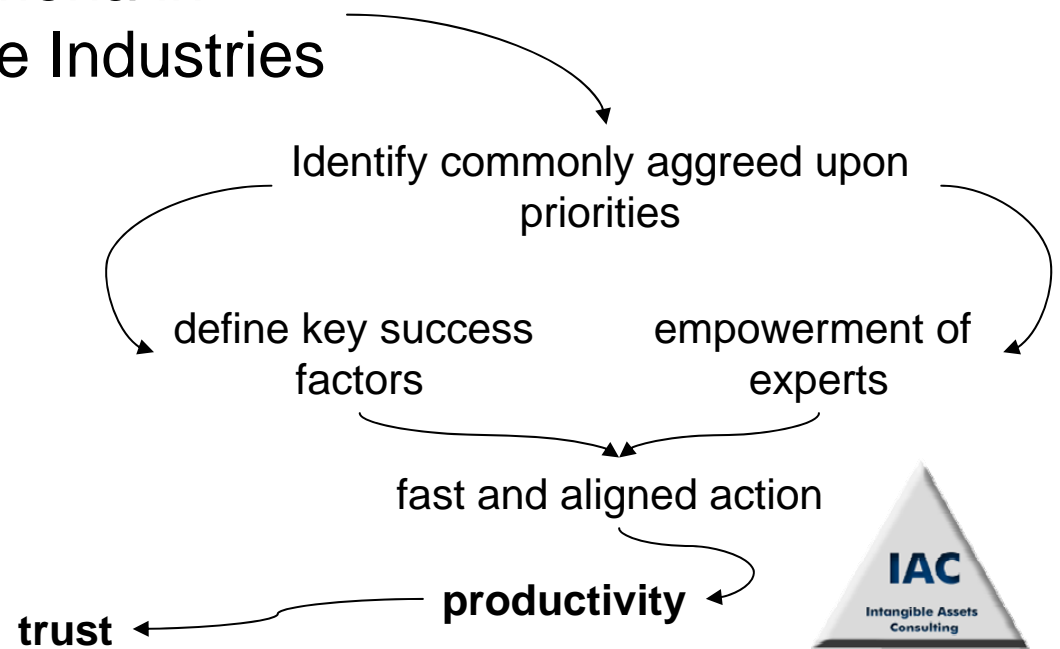 e Industries
Identify commonly aggreed upon
priorities
define key success
factors
empowerment of
experts
fast and aligned action
productivity
trust
IAC
Intangible Assets
Consulting